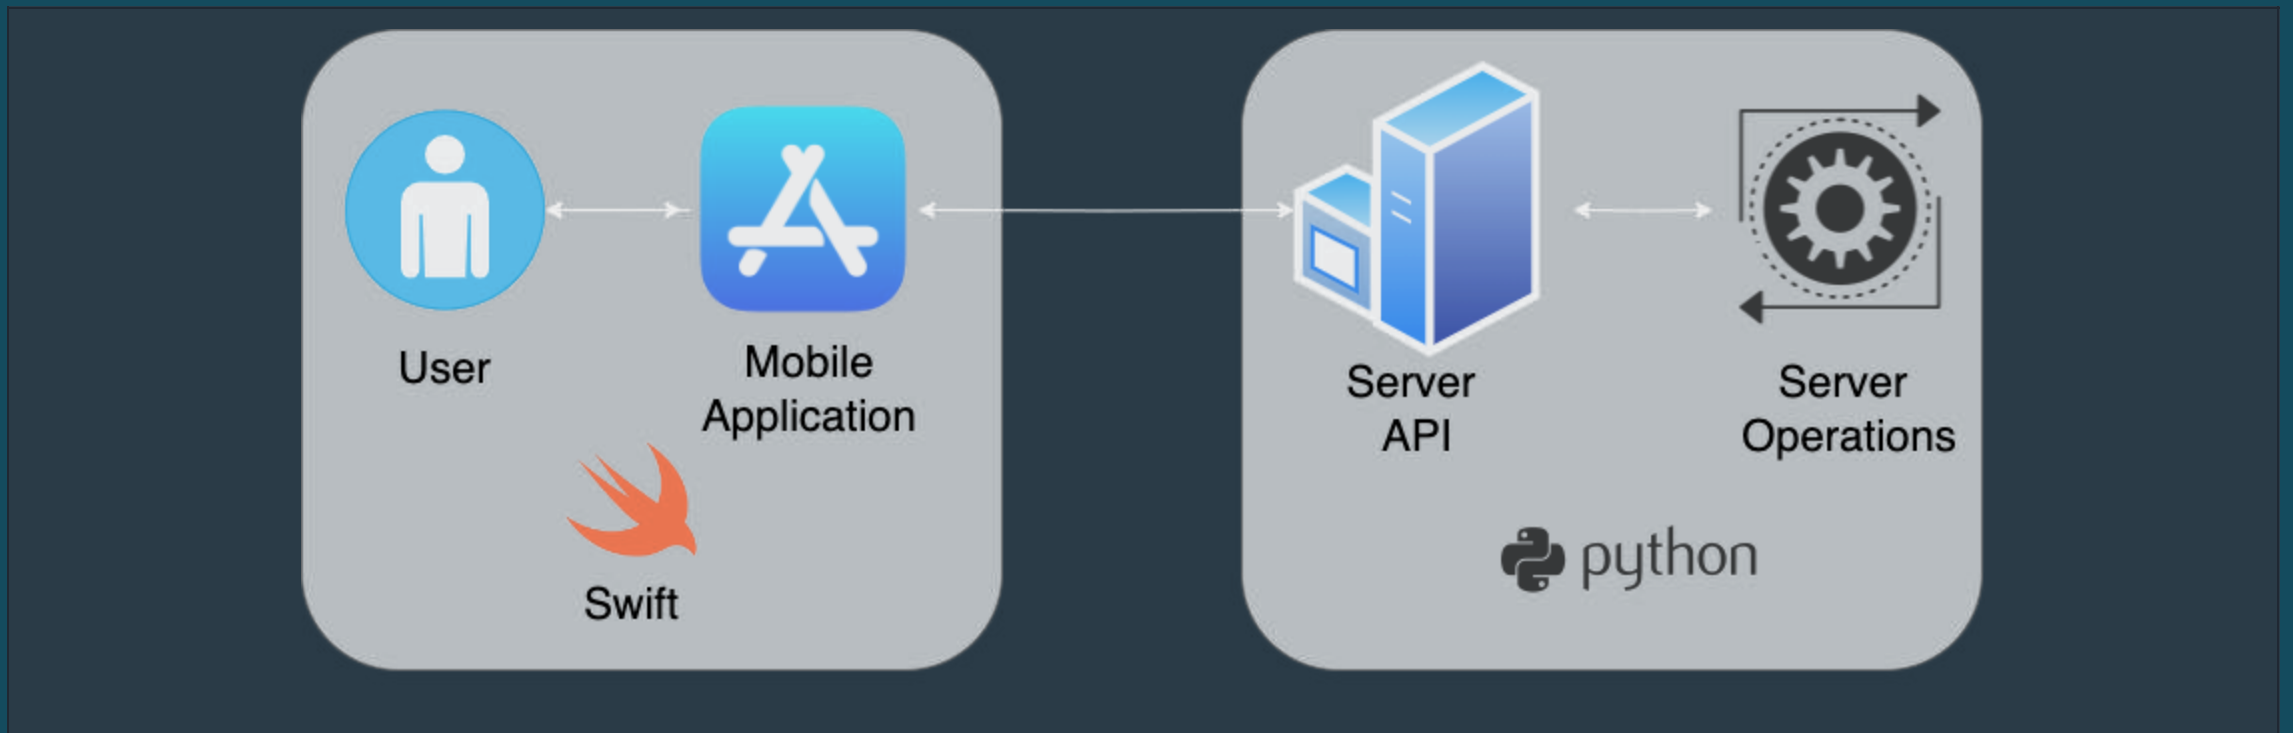 User
Mobile
Application
Swift
Server
API
Server
Operations
python